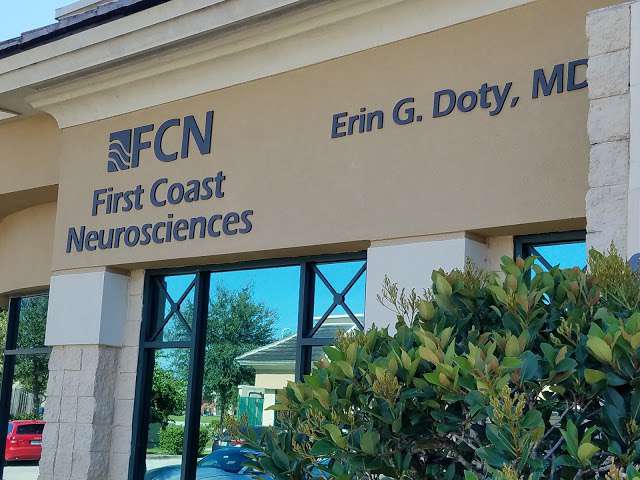 FCN
First Coast
Neurosciences
Erin G. Doty, MD